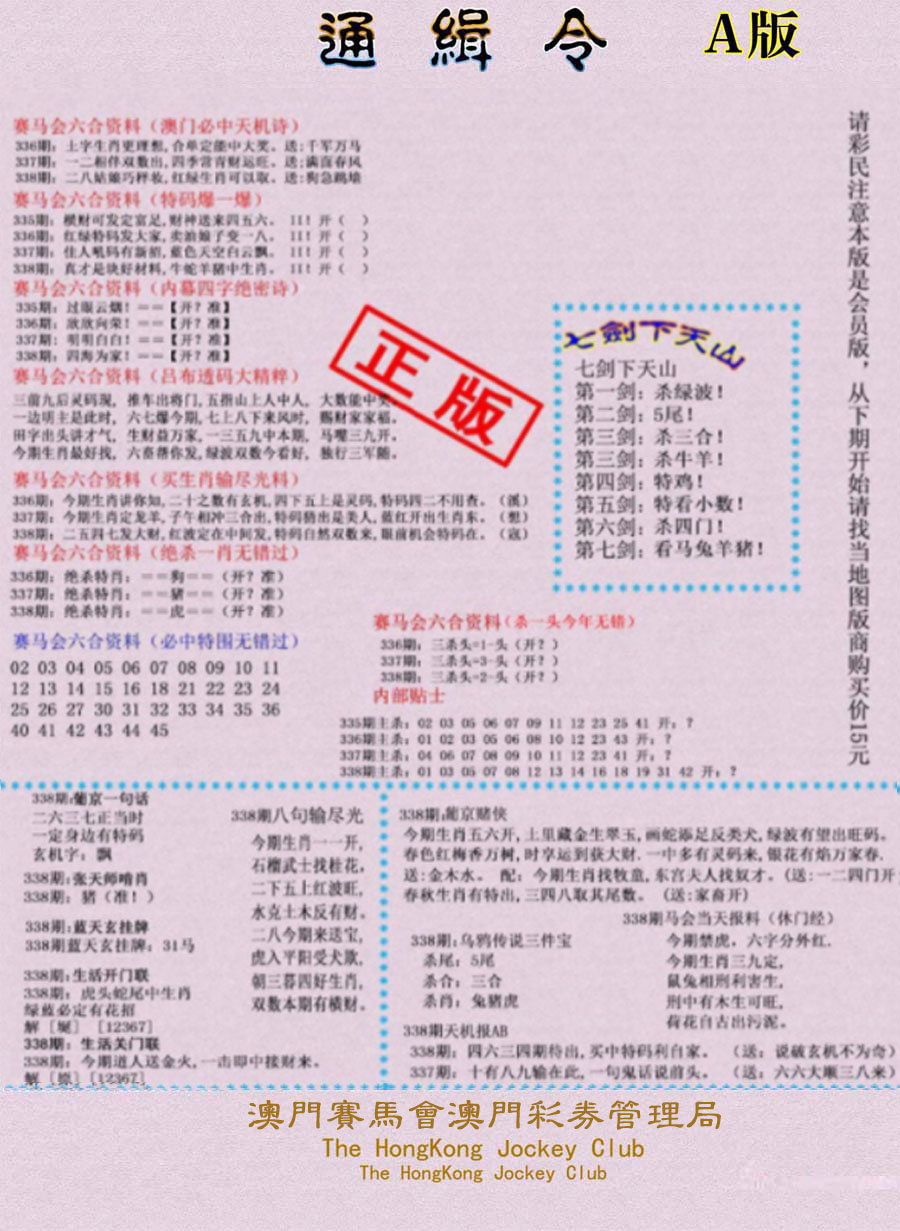 通緝令 A版
赛马会六合资料（澳门必中天机诗）
336期：土字生肖更理想,合单定能中大奖。送:千军万马
337期：一二相伴双数出,四季常青财运旺。送:满面春风
338期：二八姑娘巧秤妆,红绿生肖可以取。送:狗急跳墙
赛马会六合资料（特码爆一爆）
335期：横财可发定富足,财神送来四五六。 II！开（ ）
336期：红绿特码发大家,卖油娘子变一八。 II！开（ ）
337期：佳人吼码有新招,蓝色天空白云飘。 II！开（ ）
338期：真才是块好材料,牛蛇羊猪中生肖。 II！开（ ）
赛马会六合资料（内幕四字绝密诗）
335期：过眼云烟！==【开？准】
336期：欣欣向荣！==【开？准】
337期：明明白白！==【开？准】
338期：四海为家！==【开？准】
赛马会六合资料（吕布透码大精粹）
三前九后灵码现, 推车出将门,五指山上人中人, 大数能中奖。
一边明主是此时, 六七爆今期,七上八下来风时, 赐财家家福。
田字出头讲才气, 生财益万家,一三五九中本期, 马嘴三九开。
今期生肖最好找, 六畜帮你发,绿波双数今看好, 独行三军随。
正版
赛马会六合资料（买生肖输尽光料）
336期：今期生肖讲你知,二十之数有玄机,四下五上是灵码,特码四二不用查。（溪）
337期：今期生肖定龙羊,子午相冲三合出,特码猜出是美人,蓝红开出生肖东。（想）
338期：二五四七发大财,红波定在中间发,特码自然双数来,眼前机会特码在。（寇）
赛马会六合资料（绝杀一肖无错过）
336期：绝杀特肖：==狗==（开？准）
337期：绝杀特肖：==猪==（开？准）
338期：绝杀特肖：==虎==（开？准）
赛马会六合资料（必中特围无错过）
02 03 04 05 06 07 08 09 10 11
12 13 14 15 16 18 21 22 23 24
25 26 27 30 31 32 33 34 35 36
40 41 42 43 44 45
七剑下天山
七剑下天山
第一剑：杀绿波！
第二剑：5尾！
第三剑：杀三合！
第三剑：杀牛羊！
第四剑：特鸡！
第五剑：特看小数！
第六剑：杀四门！
第七剑：看马兔羊猪！
请彩民注意本版是会员版，从下期开始请找当地图版商购买价15元
赛马会六合资料(杀一头今年无错）
336期：三杀头=1-头（开？）
337期：三杀头=3-头（开？）
338期：三杀头=2-头（开？）
内部贴士
335期主杀：02 03 05 06 07 09 11 12 23 25 41 开：？
336期主杀：01 02 03 05 06 08 10 12 23 43 开：？
337期主杀：04 06 07 08 09 10 11 12 23 41 开：？
338期主杀：01 03 05 07 08 12 13 14 16 18 19 31 42 开：？
338期:葡京一句话
二六三七正当时
一定身边有特码
玄机字：飘
338期:张天师啃肖
338期：猪（准！）
338期:蓝天玄挂牌
338期蓝天玄挂牌：31马
338期:生活开门联
338期：虎头蛇尾中生肖
绿蓝必定有花招
解［蜒］［12367］
338期：生活关门联
338期：今期道人送金火,一击即中接财来。
解［原］［12367］
338期八句输尽光
今期生肖一一开,
石榴武士找桂花。
二下五上红波旺,
水克土木反有财。
二八今期来送宝,
虎入平阳受犬欺,
朝三暮四好生肖,
双数本期有横财。
338期:葡京赌侠
今期生肖五六开,土里藏金生翠玉,画蛇添足反类犬,绿波有望出旺码。
春色红梅香万树,时享运到获大财.一中多有灵码来,银花有焰万家春.
送:金木水。 配：今期生肖找牧童,东宫夫人找奴才。(送:一二四门开
春秋生肖有特出,三四八取其尾数。（送:家畜开）
338期:乌鸦传说三件宝
杀尾：5尾
杀合：三合
杀肖：兔猪虎
338期马会当天报料（休门经）
今期禁虎, 六字分外红.
今期生肖三九定,
鼠兔相刑利害生,
刑中有木生可旺,
荷花自古出污泥。
338期天机报AB
338期：四六三四期待出,买中特码利自家。（送：说破玄机不为奇）
337期：十有八九输在此,一句鬼话说前头。（送：六六大顺三八来）
澳門賽馬會澳門彩券管理局
The HongKong Jockey Club
The HongKong Jockey Club